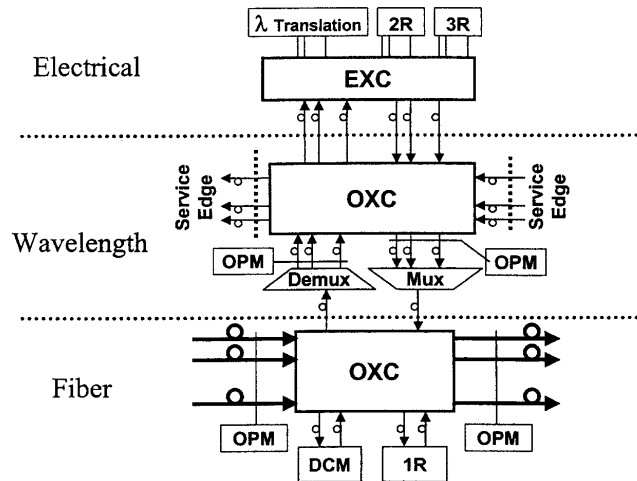 λ Translation
2R
3R
Electrical
EXC
Service
Edge
OXC
Service
Edge
Wavelength
OPM
Demux
Mux
OPM
Fiber
OXC
OPM
OPM
DCM
1R